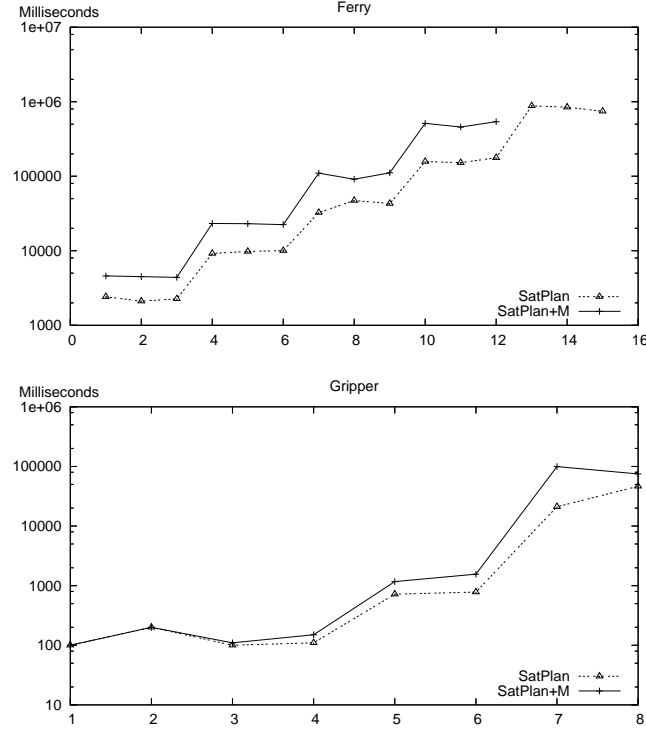 Ferry
Milliseconds
1e+07
1e+06
100000
10000
1000
0 2 4 6 8 10 12 14 16
SatPlan
SatPlan+M
Gripper
Milliseconds
1e+06
100000
10000
1000
100
10
1 2 3 4 5 6 7 8
SatPlan
SatPlan+M